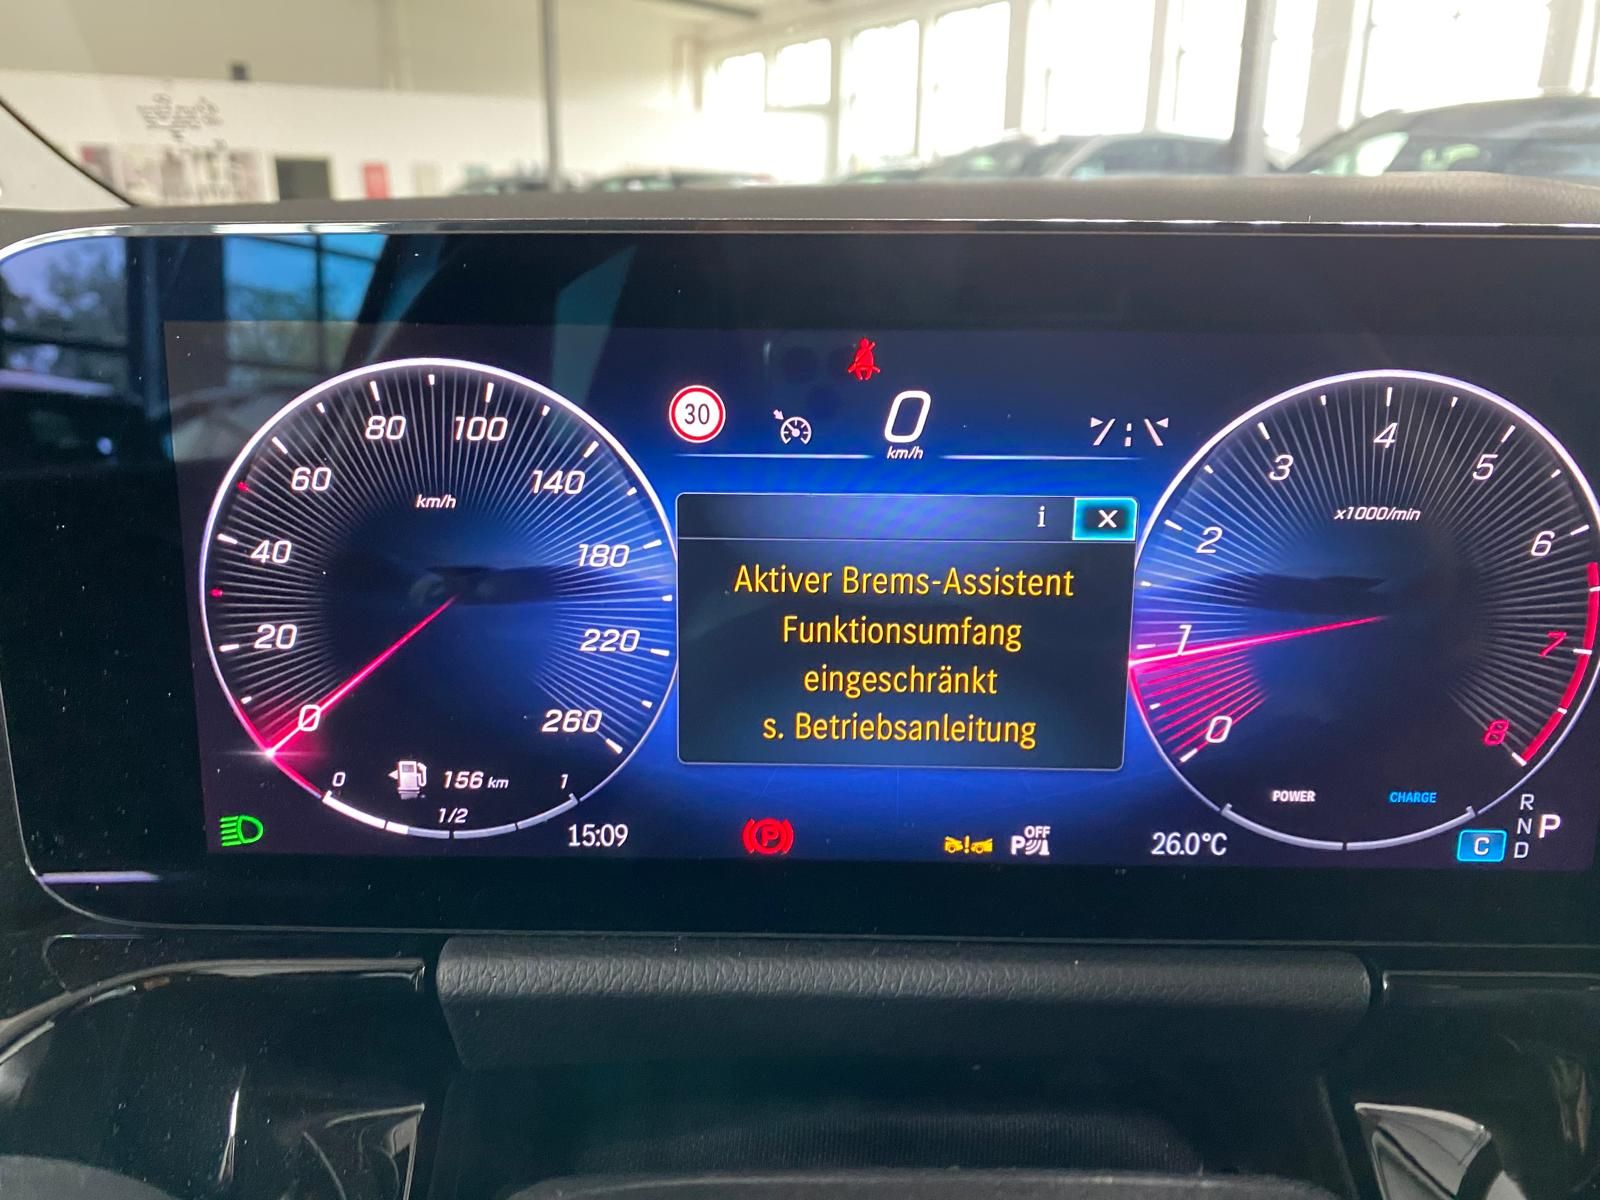 30
0
km/h
i X
Aktiver Brems-Assistent
Funktionsumfang
eingeschränkt
s. Betriebsanleitung
0
20
40
60
80
100
140
180
220
260
km/h
0
156 km
1
1/2
15:09
P
P OFF
26.0°C
0
1
2
3
4
5
6
7
8
x1000/min
POWER CHARGE
C
R
N
D
P